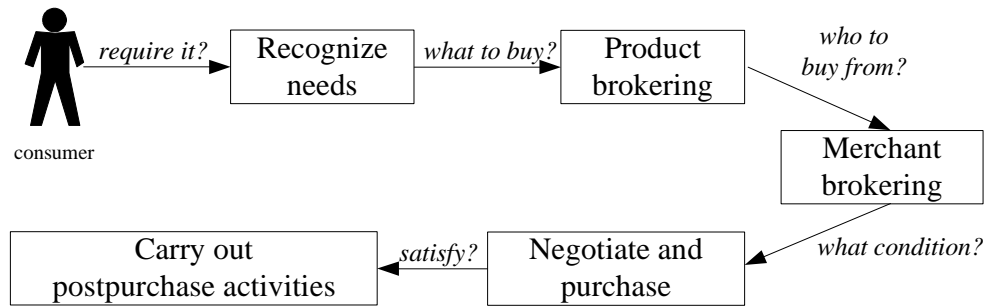 require it?
Recognize
needs
what to buy?
Product
brokering
who to
buy from?
consumer
Merchant
brokering
what condition?
Negotiate and
purchase
satisfy?
Carry out
postpurchase activities